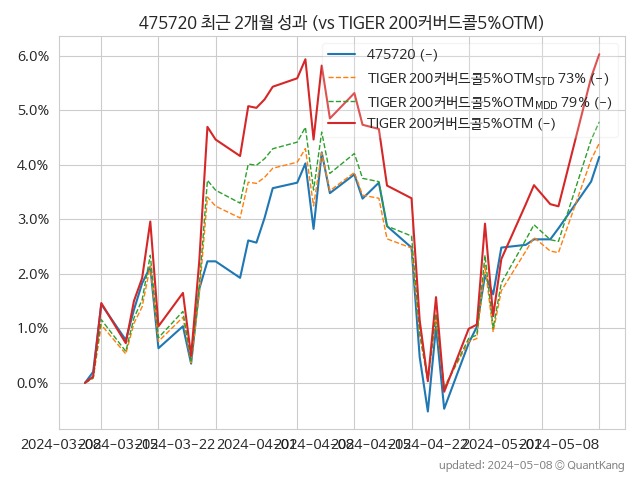 475720 최근 2개월 성과 (vs TIGER 200커버드콜5%OTM)
475720 (-)
TIGER 200커버드콜5%OTM_STD 73% (-)
TIGER 200커버드콜5%OTM_MDD 79% (-)
TIGER 200커버드콜5%OTM (-)
6.0%
5.0%
4.0%
3.0%
2.0%
1.0%
0.0%
2024-03-08 2024-03-15 2024-03-22 2024-04-01 2024-04-08 2024-04-15 2024-04-22 2024-05-01 2024-05-08
updated: 2024-05-08 © QuantKang